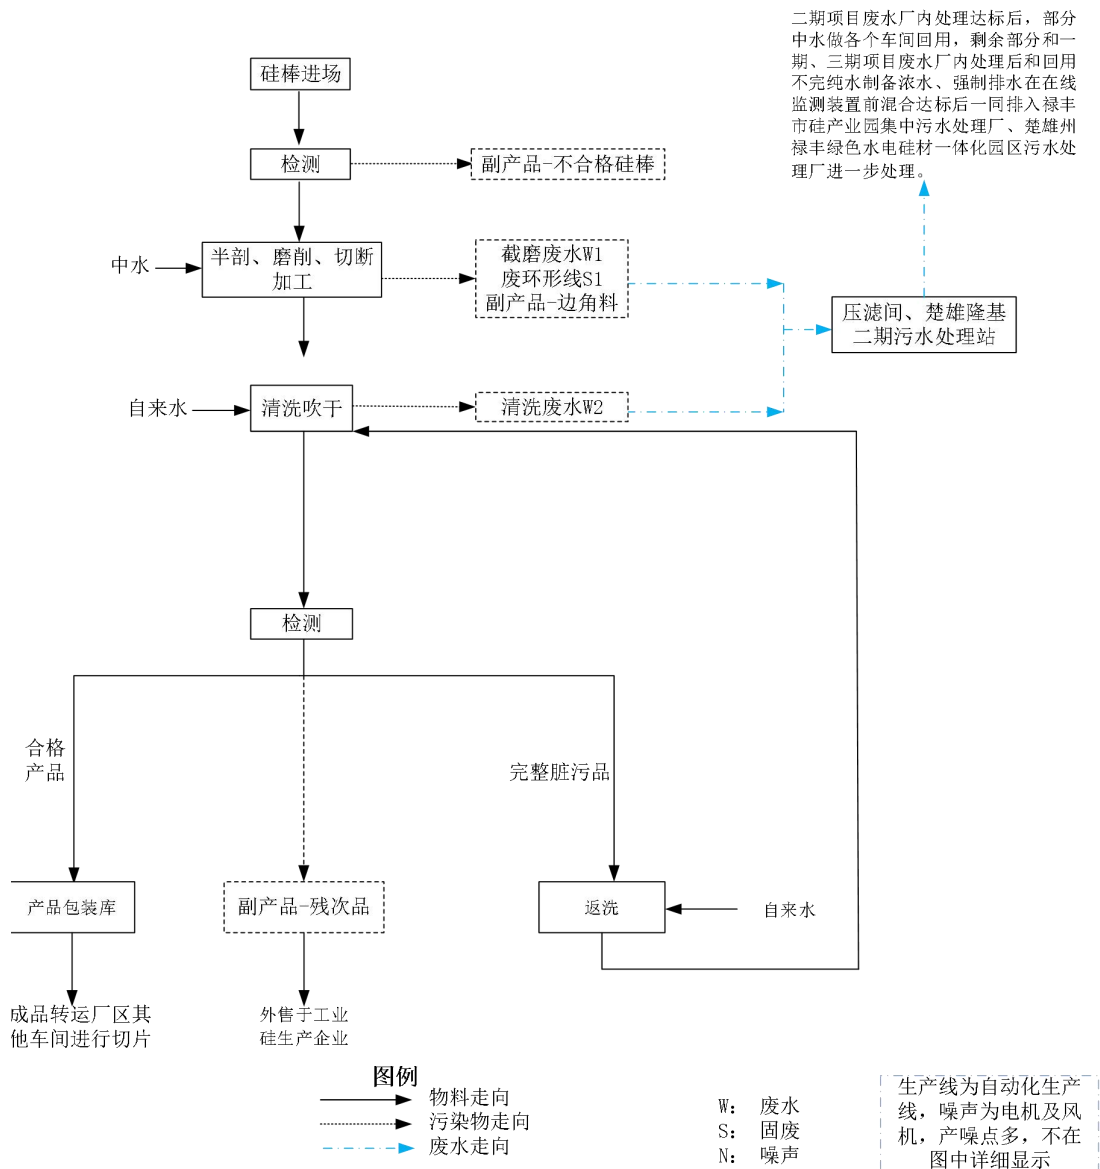 二期项目废水厂内处理达标后，部分
中水做各个车间回用，剩余部分和一
期、三期项目废水厂内处理后和回用
不完纯水制备浓水、强制排水在在线
监测装置前混合达标后一同排入禄丰
市硅产业园集中污水处理厂、楚雄州
禄丰绿色水电硅材一体化园区污水处
理厂进一步处理。
硅棒进场
检测
副产品-不合格硅棒
中水
半剖、磨削、切断
加工
截磨废水W1
废环形线S1
副产品-边角料
压滤间、楚雄隆基
二期污水处理站
自来水
清洗吹干
清洗废水W2
检测
合格
产品
完整脏污品
产品包装库
副产品-残次品
返洗
自来水
成品转运厂区其
他车间进行切片
外售于工业
硅生产企业
图例
物料走向
污染物走向
废水走向
W： 废水
S： 固废
N： 噪声
生产线为自动化生产
线，噪声为电机及风
机，产噪点多，不在
图中详细显示